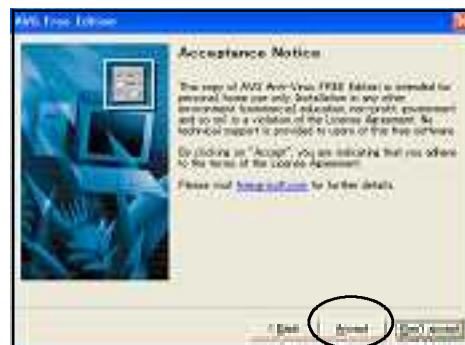 AVG Free Edition
Acceptance Notice
This copy of AVG Anti-Virus FREE Edition is intended for
personal home use only. Installation in any other
environment (commercial, education, non-profit, government
and so on) is a violation of the License Agreement. No
technical support is provided to users of this free software.
By clicking on "Accept", you are indicating that you adhere
to the terms of the License Agreement.
Please visit for further details.
< Back
Accept
Don't accept